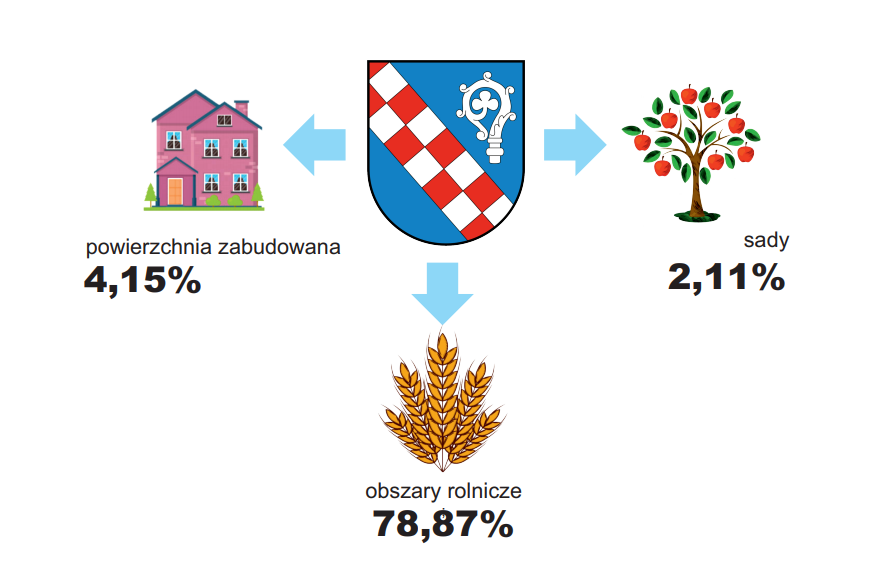 powierzchnia zabudowana
4,15%
sady
2,11%
obszary rolnicze
78,87%